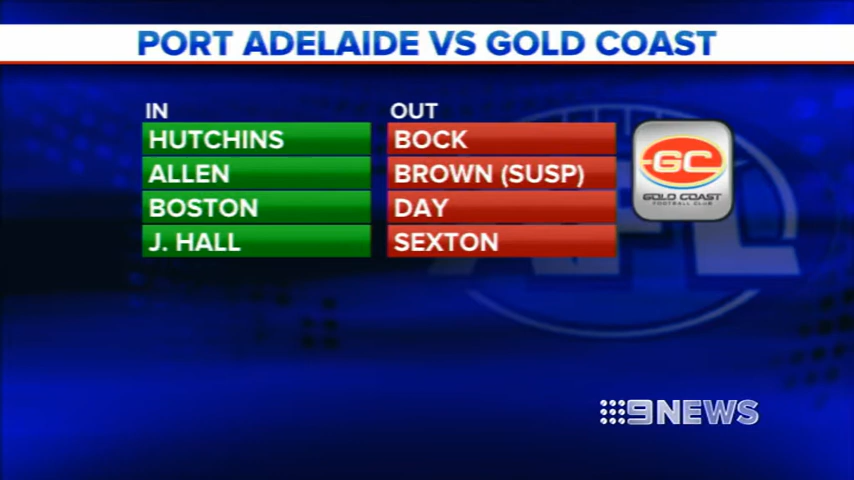 PORT ADELAIDE VS GOLD COAST
IN
OUT
HUTCHINS
BOCK
ALLEN
BROWN (SUSP)
BOSTON
DAY
J. HALL
SEXTON
GC
GOLD COAST
FOOTBALL CLUB
AFL
9NEWS